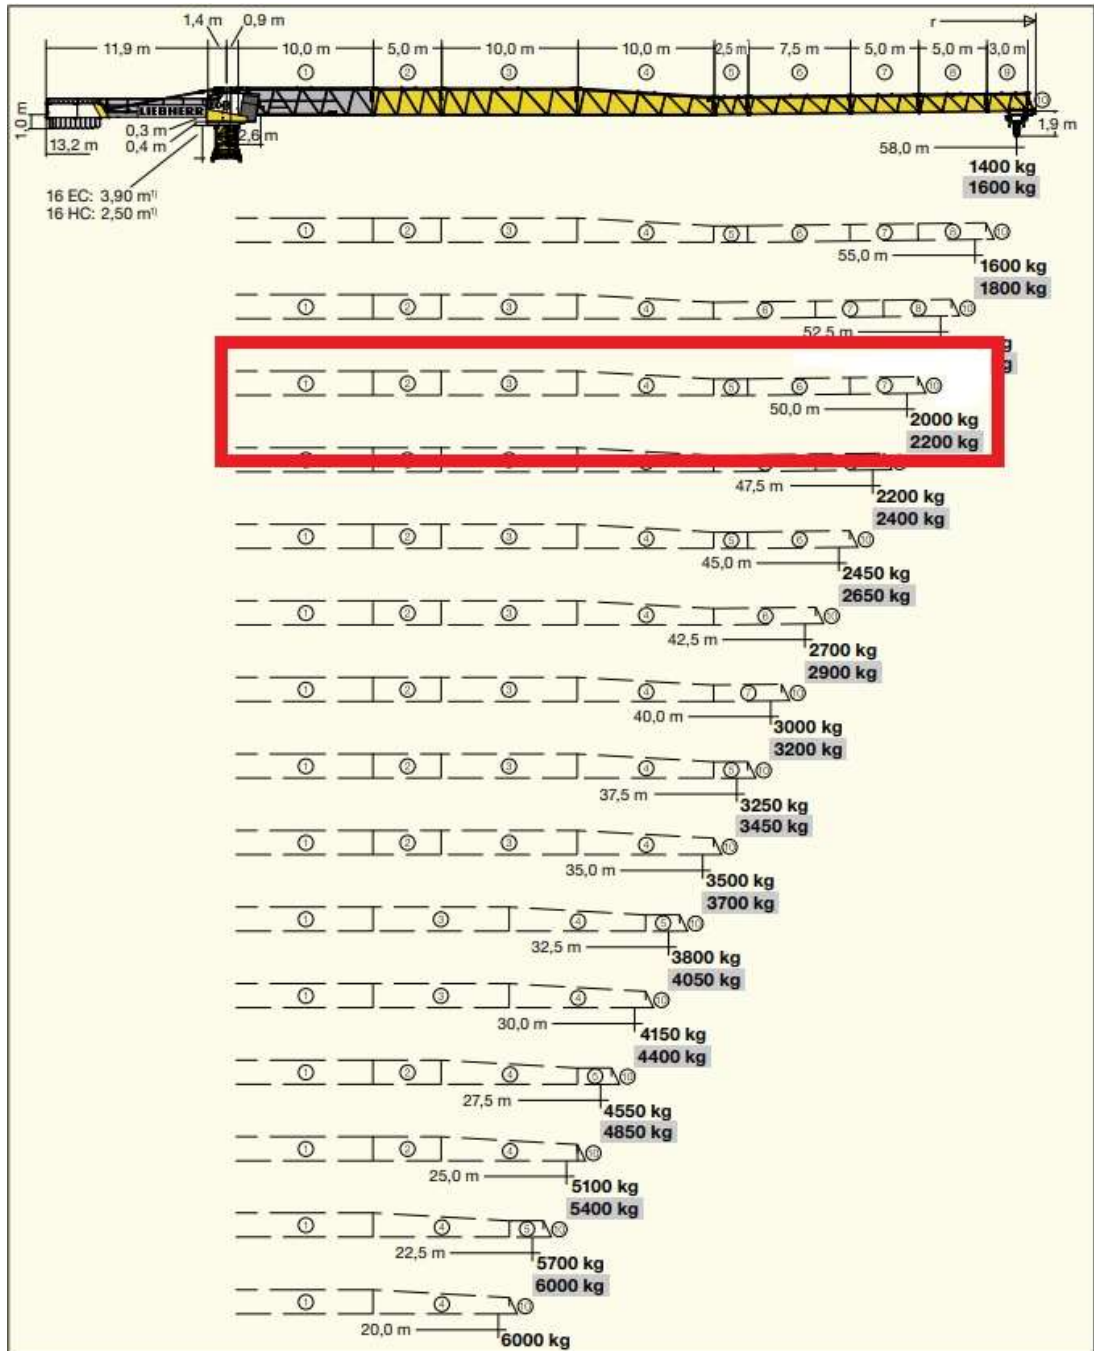 1,4 m 0,9 m r
11,9 m 10,0 m 5,0 m 10,0 m 10,0 m 2,5 m 7,5 m 5,0 m 5,0 m 3,0 m
① ② ③ ④ ⑤ ⑥ ⑦ ⑧ ⑨
LIEBHERR ⑩
1,0 m 0,3 m 2,6 m 1,9 m
13,2 m 0,4 m 58,0 m
1400 kg
1600 kg
16 EC: 3,90 m¹⁾
16 HC: 2,50 m¹⁾
① ② ③ ④ ⑤ ⑥ ⑦ ⑧ ⑩
55,0 m
1600 kg
1800 kg
① ② ③ ④ ⑥ ⑦ ⑧ ⑩
52,5 m
① ② ③ ④ ⑤ ⑥ ⑦ ⑩
50,0 m
2000 kg
2200 kg
47,5 m
2200 kg
2400 kg
① ② ③ ④ ⑤ ⑥ ⑩
45,0 m
2450 kg
2650 kg
① ② ③ ④ ⑥ ⑩
42,5 m
2700 kg
2900 kg
① ② ③ ④ ⑦ ⑩
40,0 m
3000 kg
3200 kg
① ② ③ ④ ⑤ ⑩
37,5 m
3250 kg
3450 kg
① ② ③ ④ ⑩
35,0 m
3500 kg
3700 kg
① ③ ④ ⑤ ⑩
32,5 m
3800 kg
4050 kg
① ③ ④ ⑩
30,0 m
4150 kg
4400 kg
① ② ④ ⑤ ⑩
27,5 m
4550 kg
4850 kg
① ② ④ ⑩
25,0 m
5100 kg
5400 kg
① ④ ⑤ ⑩
22,5 m
5700 kg
6000 kg
① ④ ⑩
20,0 m
6000 kg